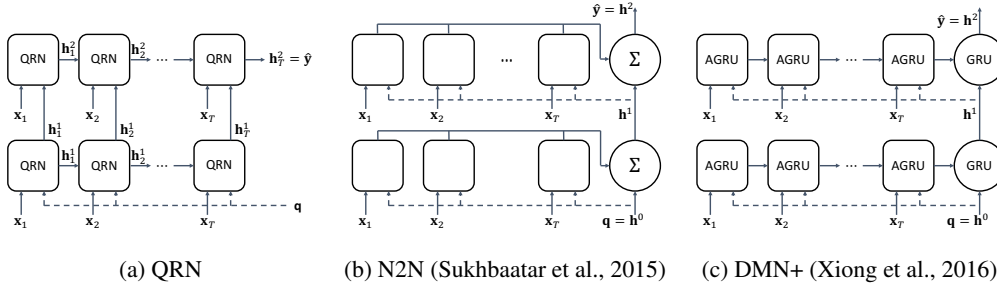 QRN h₁² QRN h₂² ... QRN h_T² = ŷ
x₁ x₂ x_T
h₁¹ h₂¹ h_T¹
QRN h₁¹ QRN h₂¹ ... QRN
x₁ x₂ x_T q
(a) QRN
ŷ = h²
... Σ
x₁ x₂ x_T
h¹
Σ
x₁ x₂ x_T q = h⁰
(b) N2N (Sukhbaatar et al., 2015)
ŷ = h²
AGRU AGRU ... AGRU GRU
x₁ x₂ x_T
h¹
AGRU AGRU ... AGRU GRU
x₁ x₂ x_T q = h⁰
(c) DMN+ (Xiong et al., 2016)